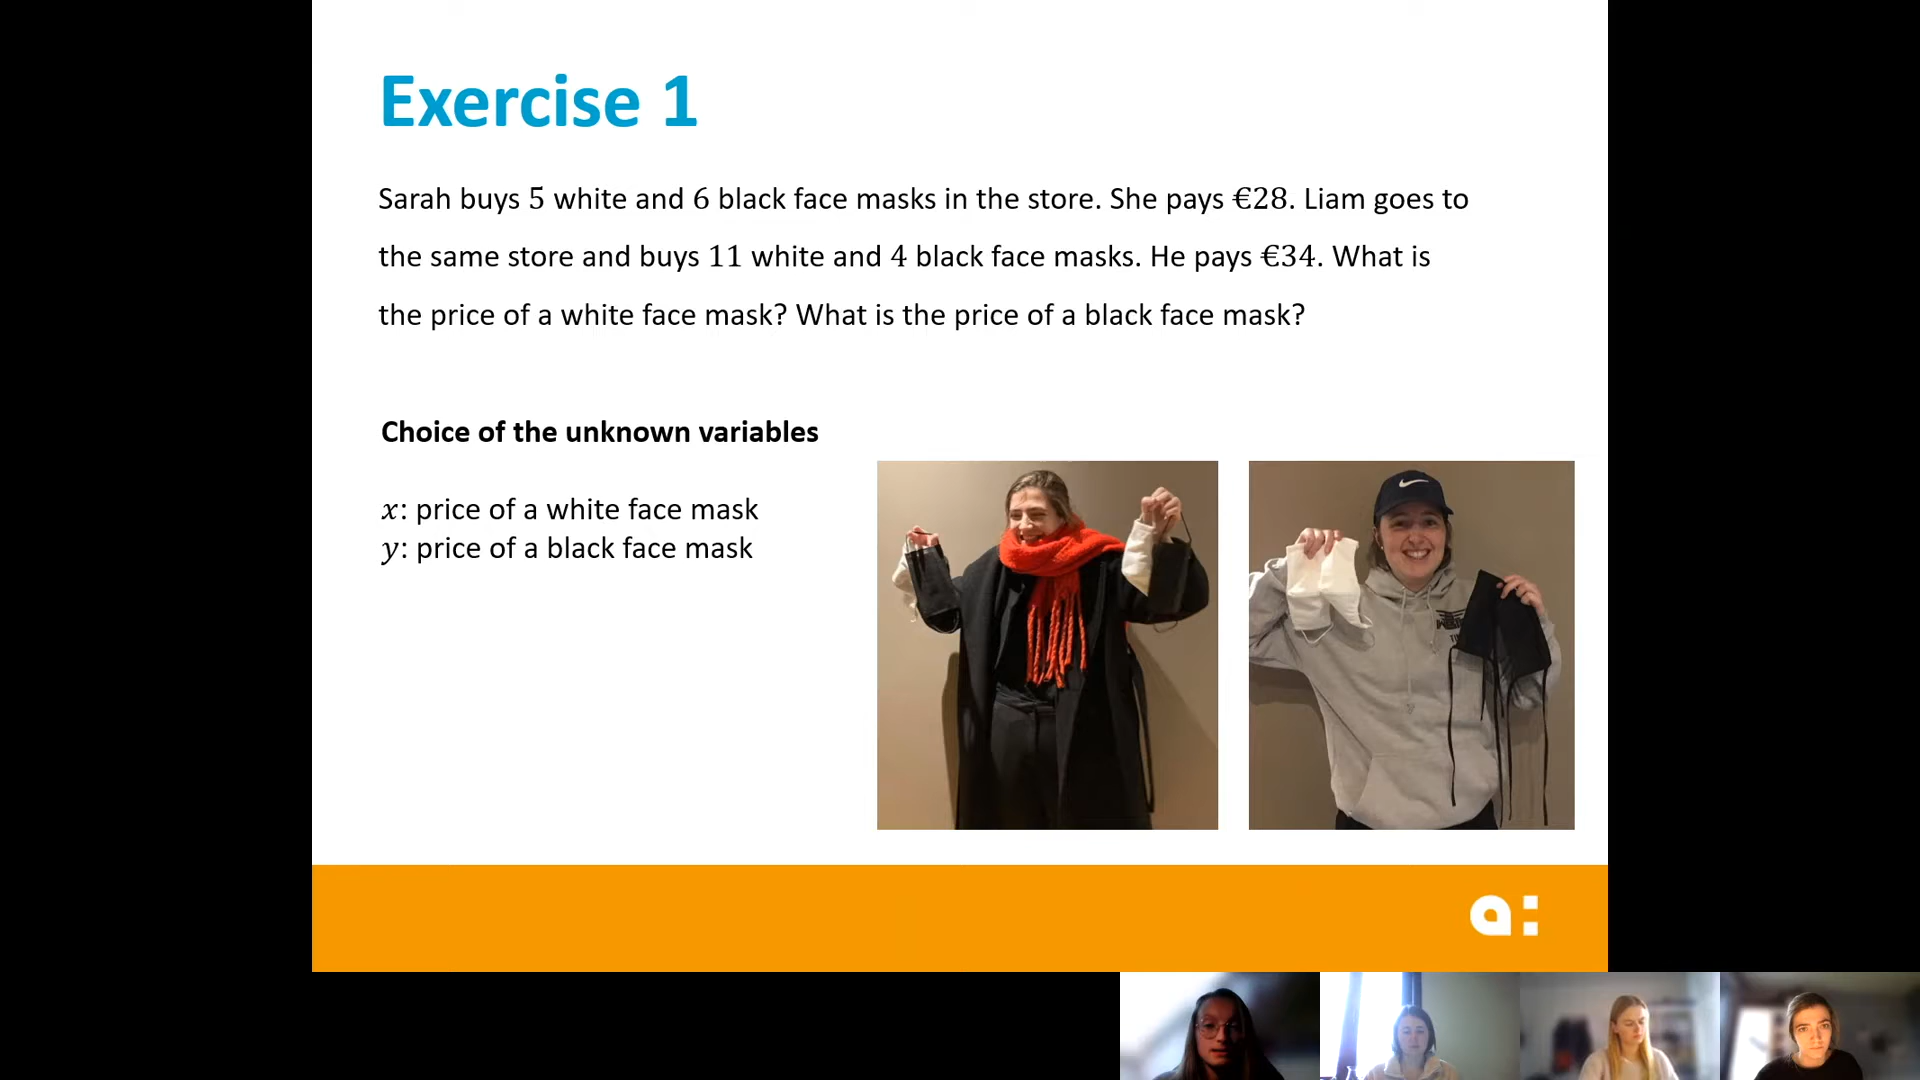 Exercise 1
Sarah buys 5 white and 6 black face masks in the store. She pays €28. Liam goes to
the same store and buys 11 white and 4 black face masks. He pays €34. What is
the price of a white face mask? What is the price of a black face mask?
Choice of the unknown variables
x: price of a white face mask
y: price of a black face mask
a: